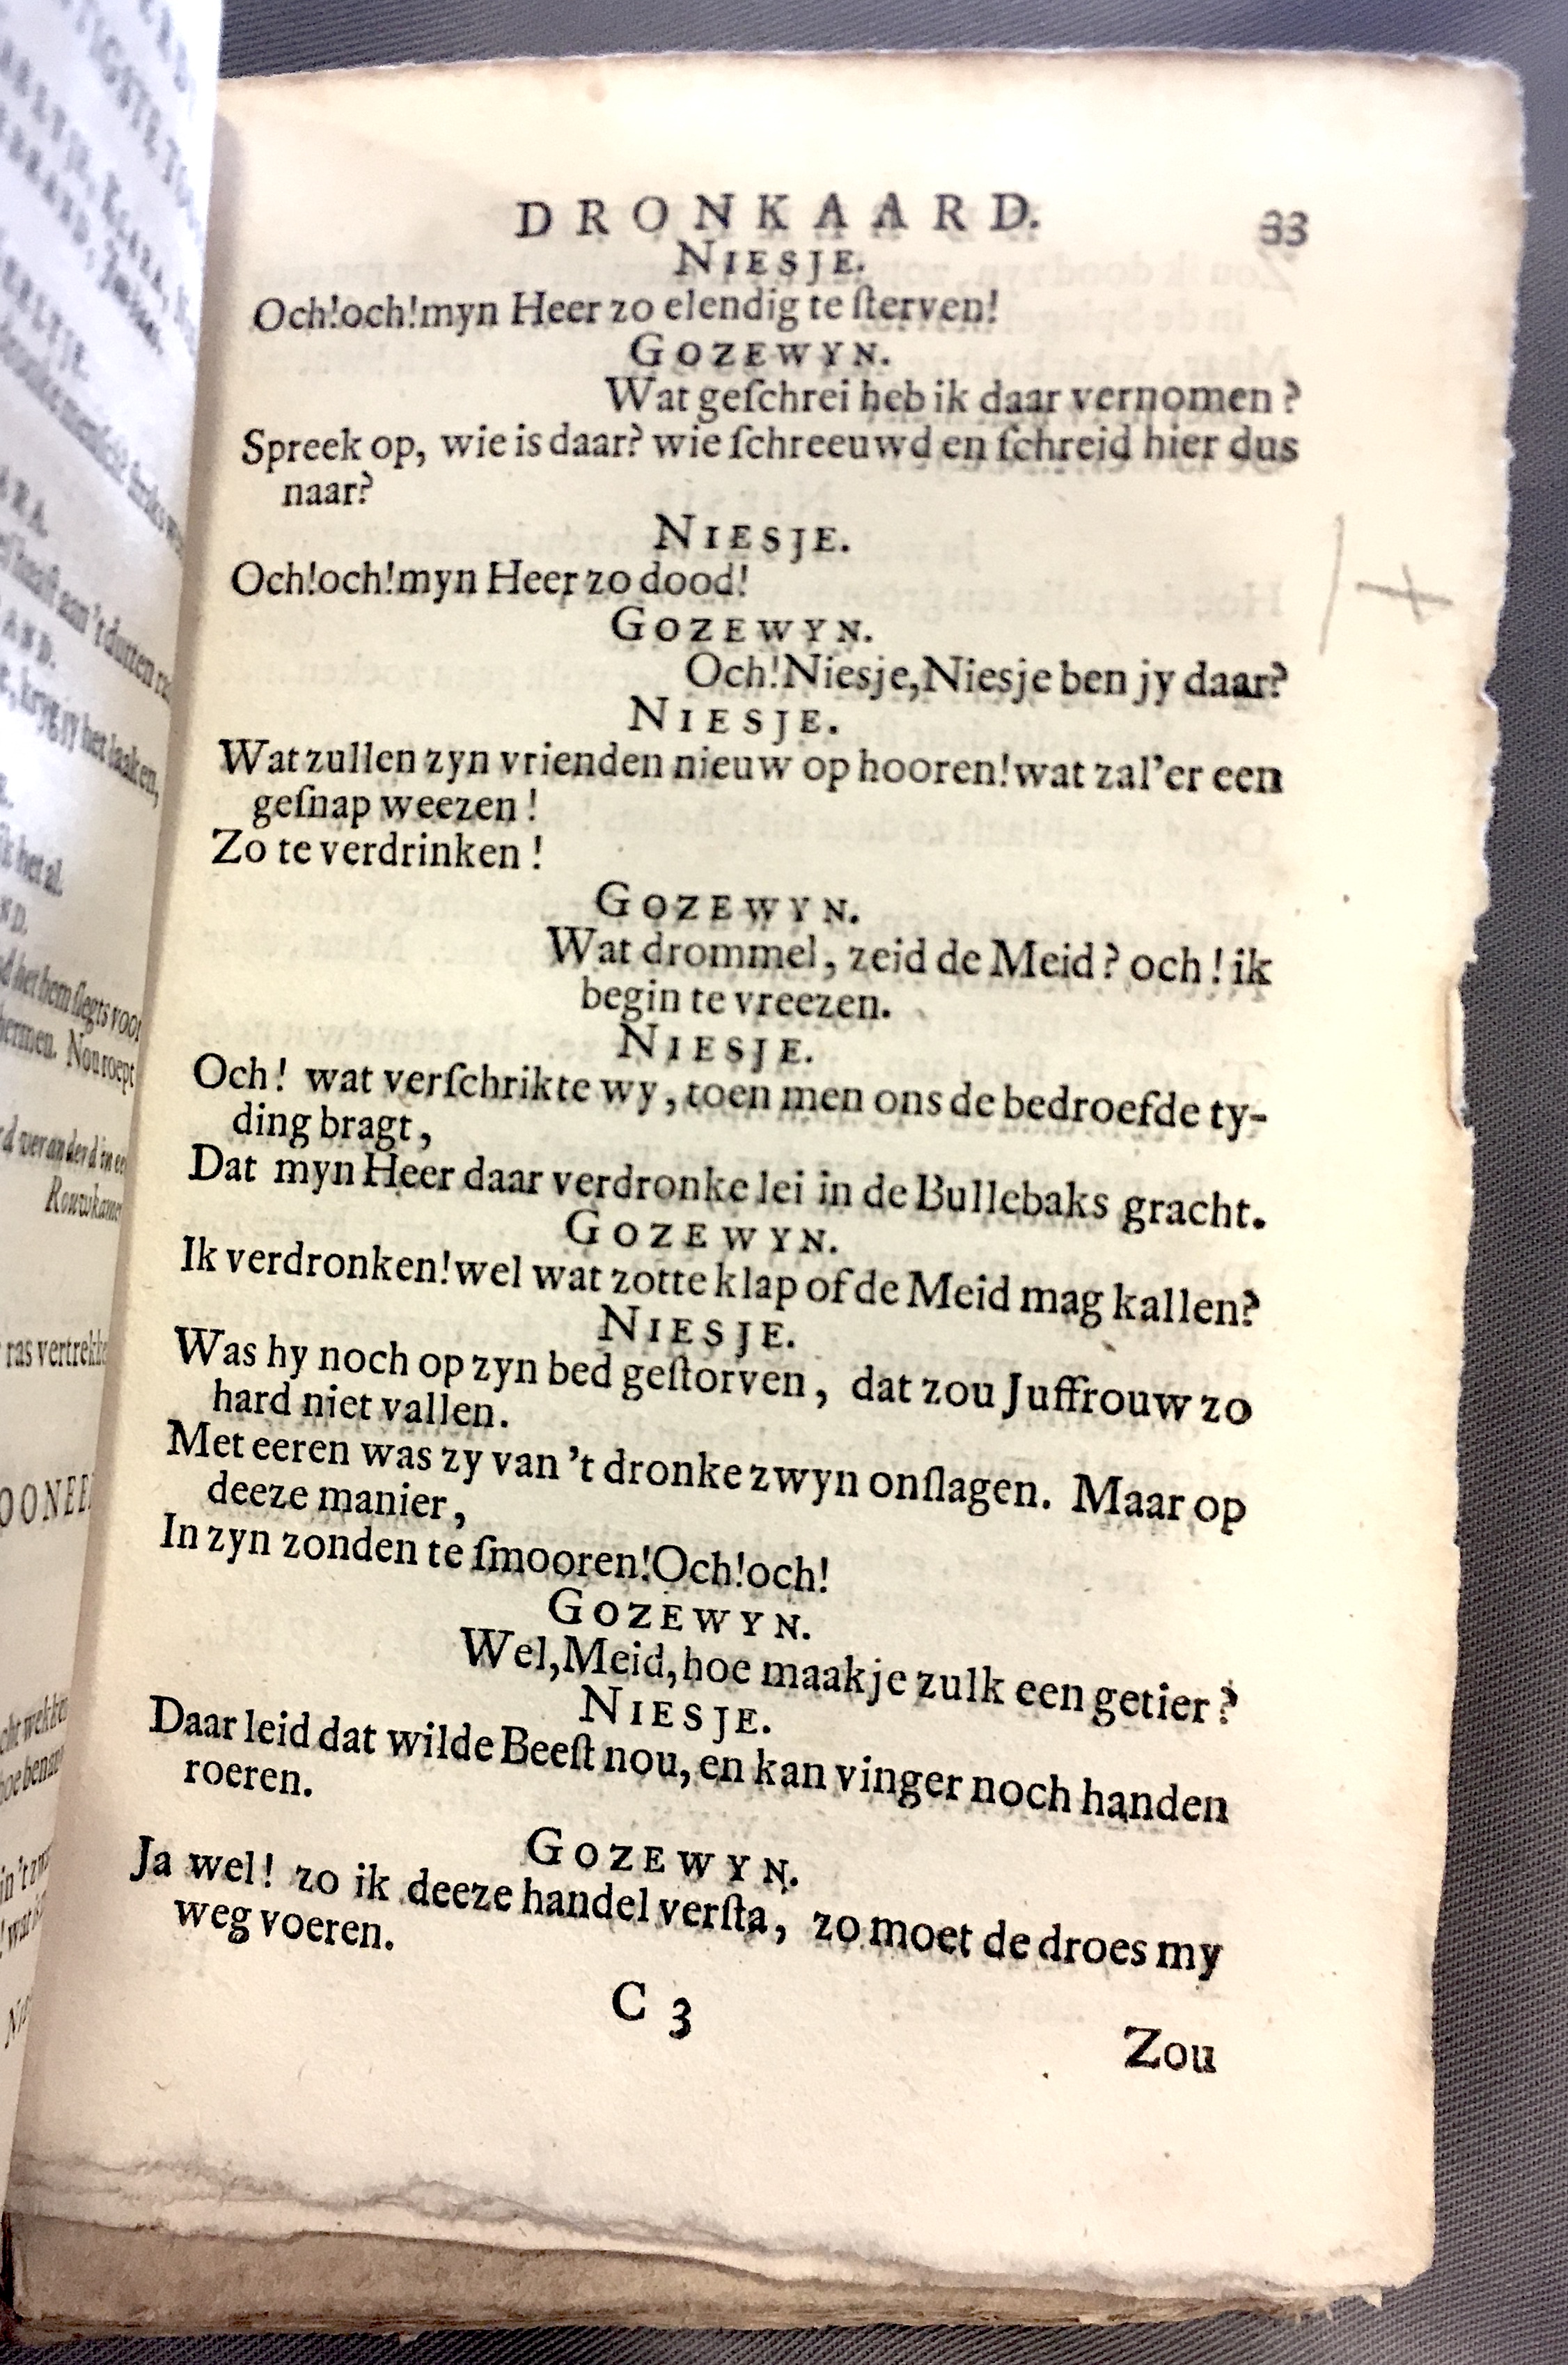 DRONKAARD. 33
NIESJE.
Och!och!myn Heer zo elendig te ſterven!
GOZEWYN.
Wat geſchrei heb ik daar vernomen?
Spreek op, wie is daar? wie ſchreeuwd en ſchreid hier dus
naar?
NIESJE.
Och!och!myn Heer zo dood!
GOZEWYN.
Och!Niesje,Niesje ben jy daar?
NIESJE.
Wat zullen zyn vrienden nieuw op hooren!wat zal'er een
geſnap weezen!
Zo te verdrinken!
GOZEWYN.
Wat drommel, zeid de Meid? och! ik
begin te vreezen.
NIESJE.
Och! wat verſchrikte wy, toen men ons de bedroefde ty-
ding bragt,
Dat myn Heer daar verdronke lei in de Bullebaks gracht.
GOZEWYN.
Ik verdronken!wel wat zotte klap of de Meid mag kallen?
NIESJE.
Was hy noch op zyn bed geſtorven, dat zou Juffrouw zo
hard niet vallen.
Met eeren was zy van 't dronke zwyn onſlagen. Maar op
deeze manier,
In zyn zonden te ſmooren!Och!och!
GOZEWYN.
Wel,Meid,hoe maakje zulk een getier?
NIESJE.
Daar leid dat wilde Beeſt nou, en kan vinger noch handen
roeren.
GOZEWYN.
Ja wel! zo ik deeze handel verſta, zo moet de droes my
weg voeren.
C 3
Zou